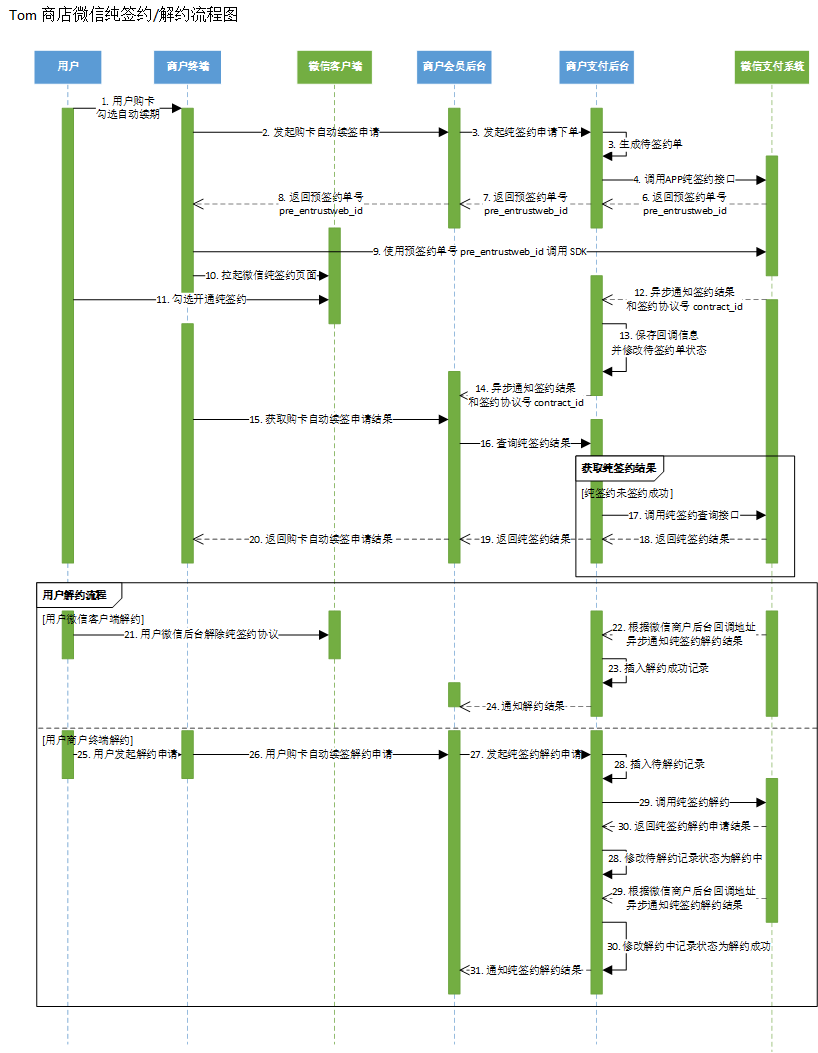 Tom 商店微信纯签约/解约流程图
用户
商户终端
微信客户端
商户会员后台
商户支付后台
微信支付系统
1. 用户购卡
勾选自动续期
2. 发起购卡自动续签申请
3. 发起纯签约申请下单
3. 生成待签约单
4. 调用APP纯签约接口
8. 返回预签约单号
pre_entrustweb_id
7. 返回预签约单号
pre_entrustweb_id
6. 返回预签约单号
pre_entrustweb_id
9. 使用预签约单号 pre_entrustweb_id 调用 SDK
10. 拉起微信纯签约页面
11. 勾选开通纯签约
12. 异步通知签约结果
和签约协议号 contract_id
13. 保存回调信息
并修改待签约单状态
14. 异步通知签约结果
和签约协议号 contract_id
15. 获取购卡自动续签申请结果
16. 查询纯签约结果
获取纯签约结果
[纯签约未签约成功]
17. 调用纯签约查询接口
20. 返回购卡自动续签申请结果
19. 返回纯签约结果
18. 返回纯签约结果
用户解约流程
[用户微信客户端解约]
21. 用户微信后台解除纯签约协议
22. 根据微信商户后台回调地址
异步通知纯签约解约结果
23. 插入解约成功记录
24. 通知解约结果
[用户商户终端解约]
25. 用户发起解约申请
26. 用户购卡自动续签解约申请
27. 发起纯签约解约申请
28. 插入待解约记录
29. 调用纯签约解约
30. 返回纯签约解约申请结果
28. 修改待解约记录状态为解约中
29. 根据微信商户后台回调地址
异步通知纯签约解约结果
30. 修改解约中记录状态为解约成功
31. 通知纯签约解约结果